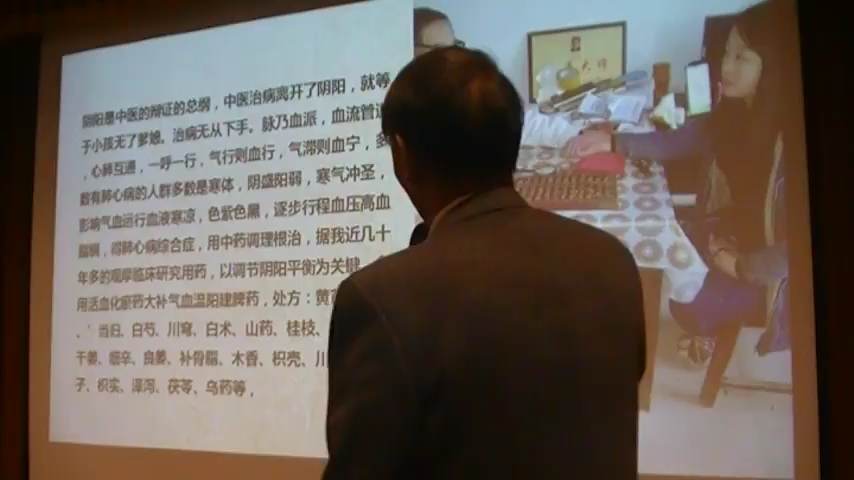 阴阳是中医的辩证的总弱，中医治病离开了阴阳，就等
于小孩无了爹娘。治病无从下手。脉乃血派，血流管道
，心肺互通，一呼一行，气行则血行，气滞则血宁，多
数有肺心病的人群多数是寒体，阴盛阳弱，寒气冲圣，
影响气血运行血液寒凉，色紫色黑，逐步行程血压高血
脂稠，得肺心病综合症，用中药调理根治，据我近几十
年多的观摩临床研究用药，以调节阴阳平衡为关键
用活血化瘀药大补气血温阳建脾药，处方：黄
、当归、白芍、川穹、白术、山药、桂枝、
干姜、细辛、良姜、补骨脂、木香、枳壳、川
子、枳实、泽泻、茯苓、乌药等，